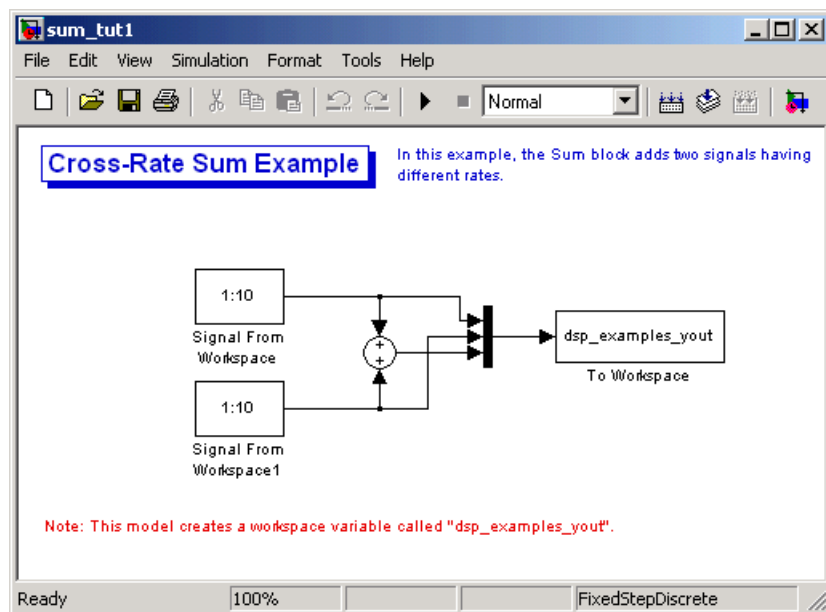 sum_tut1
File Edit View Simulation Format Tools Help
Normal
Cross-Rate Sum Example
In this example, the Sum block adds two signals having
different rates.
1:10
Signal From
Workspace
+
+
dsp_examples_yout
To Workspace
1:10
Signal From
Workspace1
Note: This model creates a workspace variable called "dsp_examples_yout".
Ready 100% FixedStepDiscrete